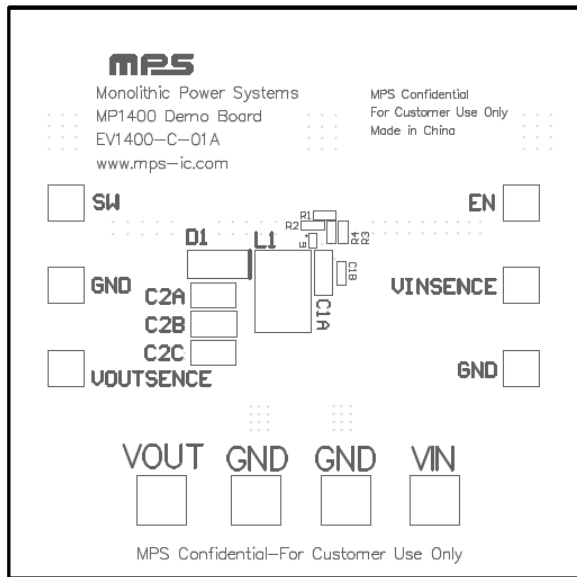 mps
Monolithic Power Systems
MP1400 Demo Board
EV1400-C-01A
www.mps-ic.com
MPS Confidential
For Customer Use Only
Made in China
SW
EN
R1
R2
R4
R3
D1
L1
C1B
GND
VINSENCE
C2A
C1A
C2B
C2C
VOUTSENCE
GND
VOUT GND GND VIN
MPS Confidential-For Customer Use Only